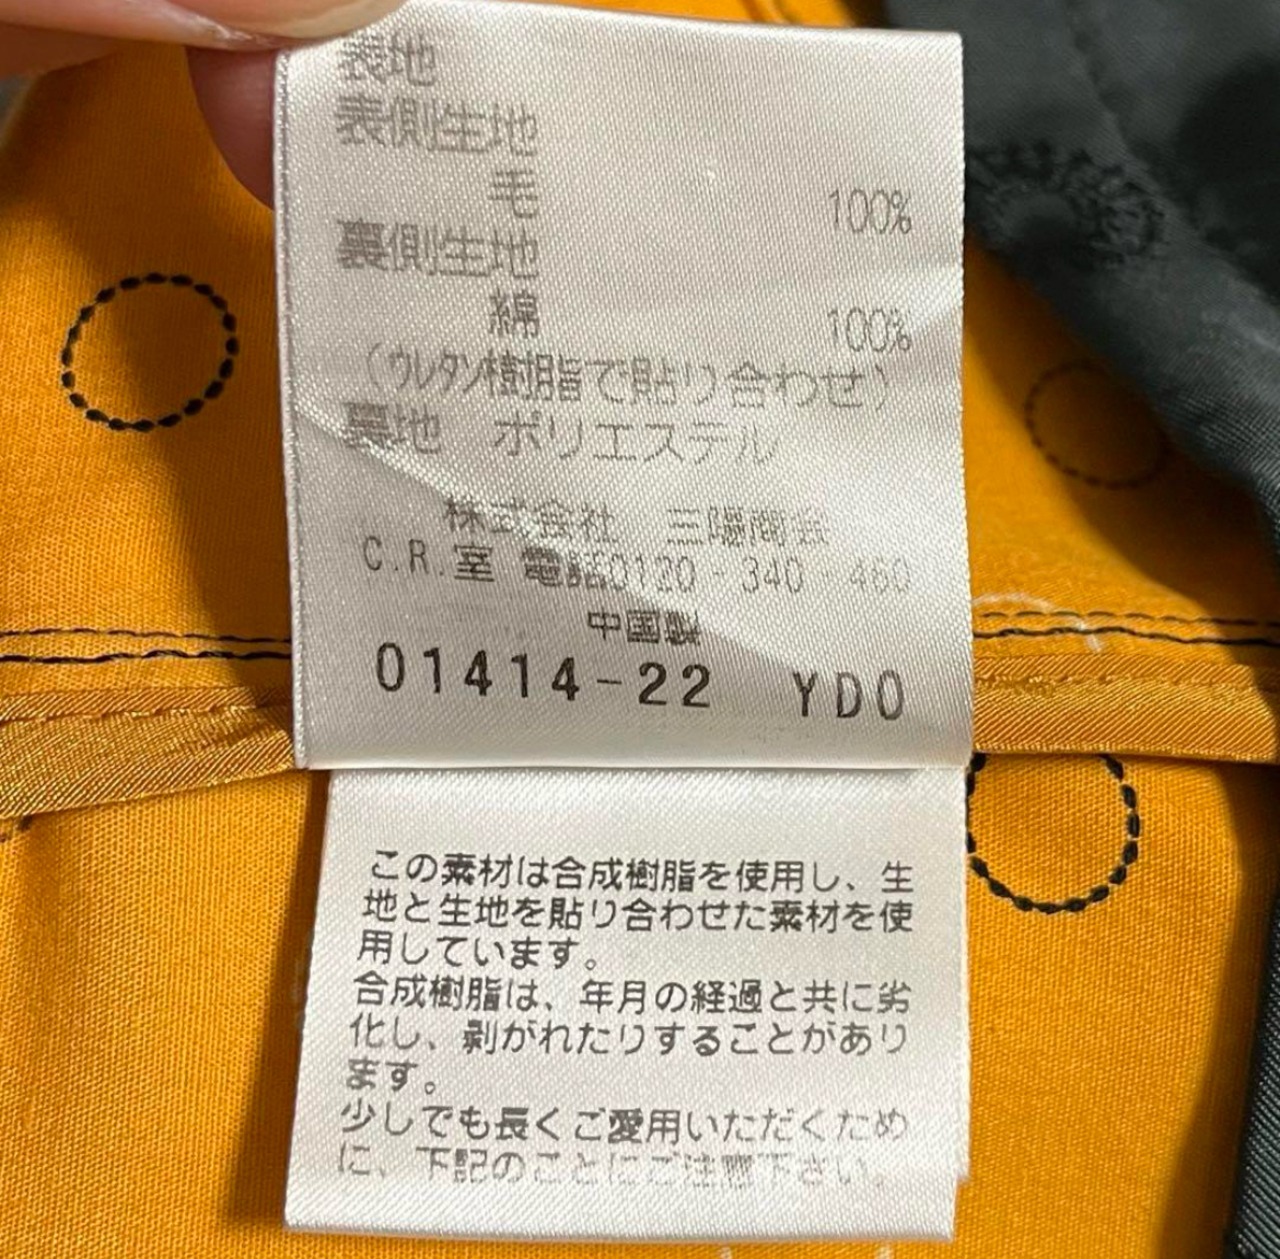 表地
表側生地
毛 100%
裏側生地
綿 100%
(ウレタン樹脂で貼り合わせ)
裏地 ポリエステル
株式会社 三陽商会
C.R.室 電話0120-340-460
中国製
01414-22 YDO
この素材は合成樹脂を使用し、生
地と生地を貼り合わせた素材を使
用しています。
合成樹脂は、年月の経過と共に劣
化し、剥がれたりすることがあり
ます。
少しでも長くご愛用いただくため
に、下記のことにご注意下さい。